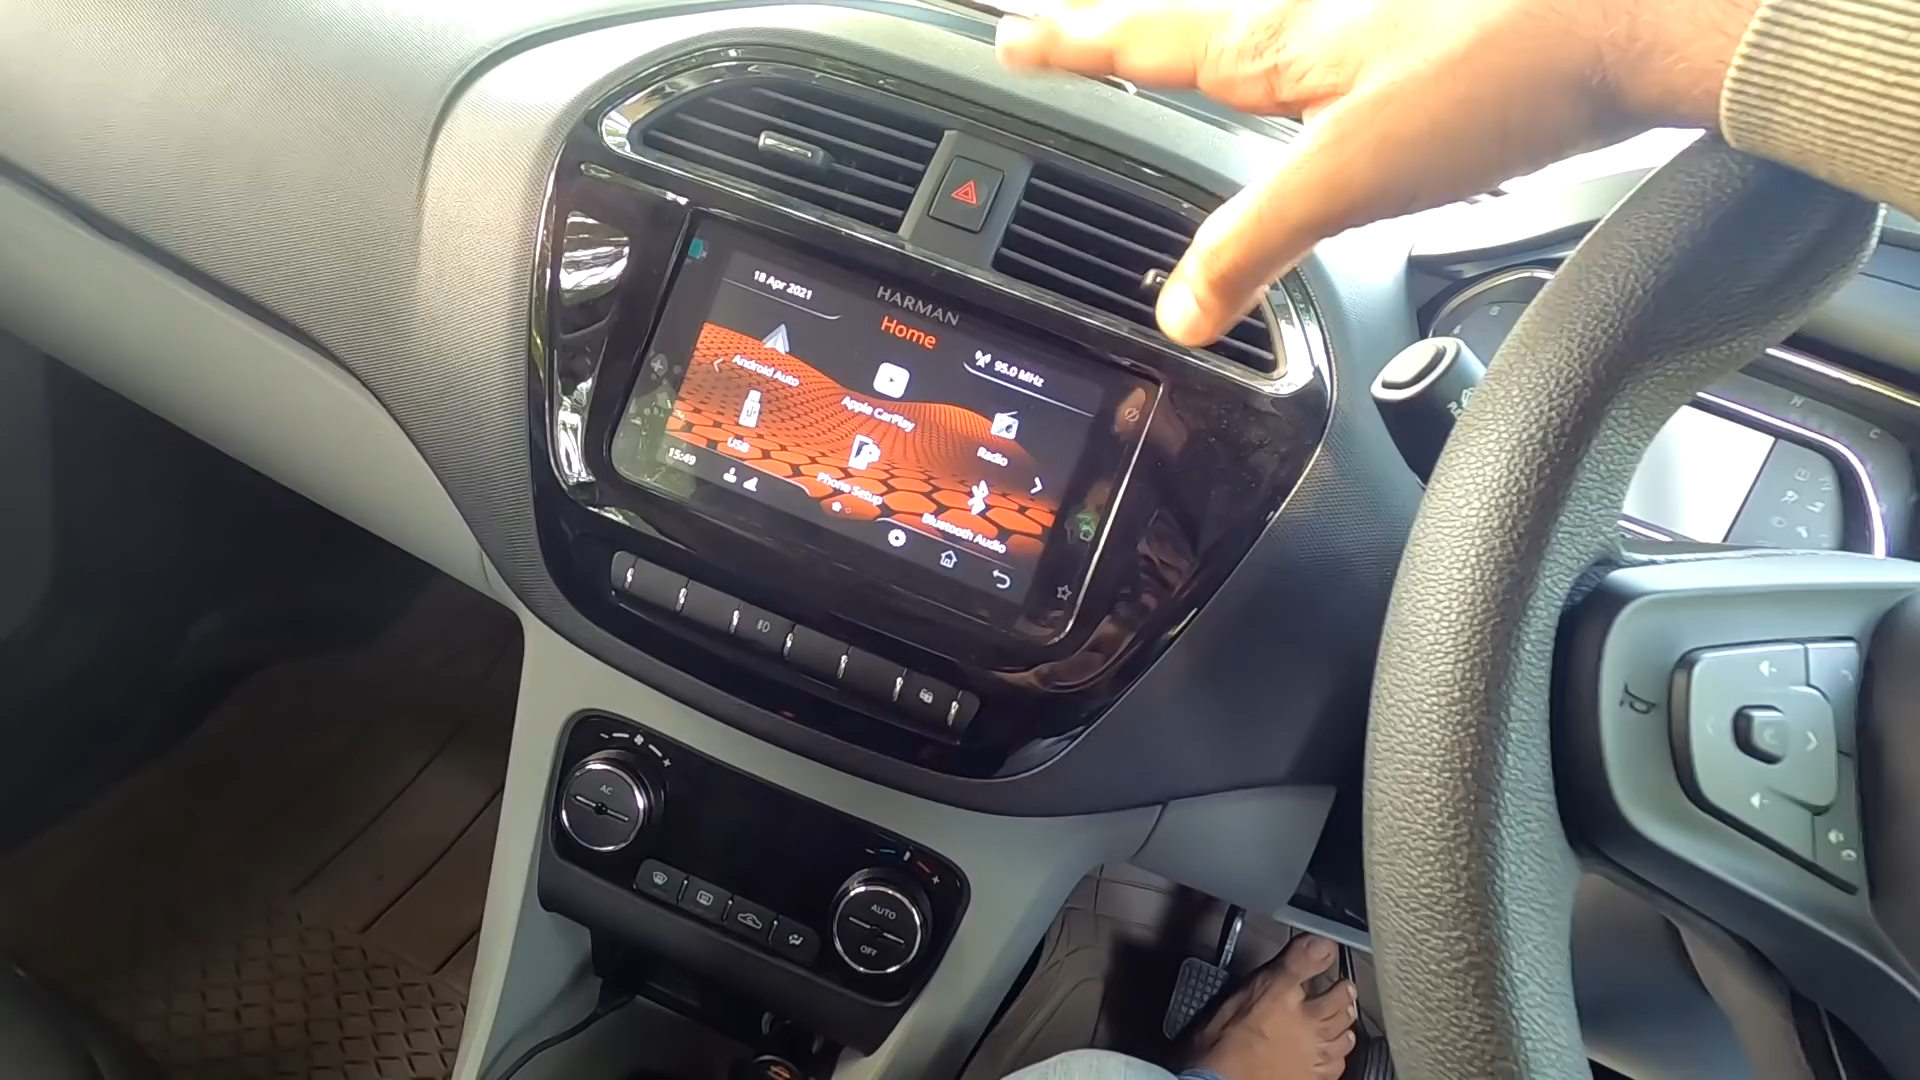 18 Apr 2021
HARMAN
Home
95.0 MHz
Android Auto
Apple CarPlay
Radio
USB
Phone Setup
Bluetooth Audio
15:49
AC
AUTO
OFF
H
C